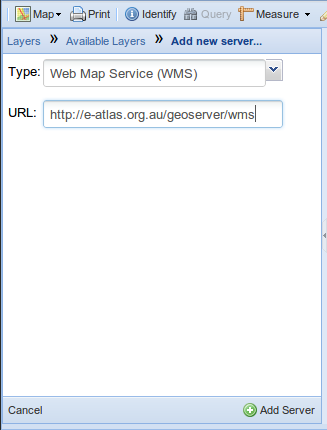 Map Print Identify Query Measure
Layers » Available Layers » Add new server...
Type: Web Map Service (WMS)
URL: http://e-atlas.org.au/geoserver/wms
Cancel Add Server